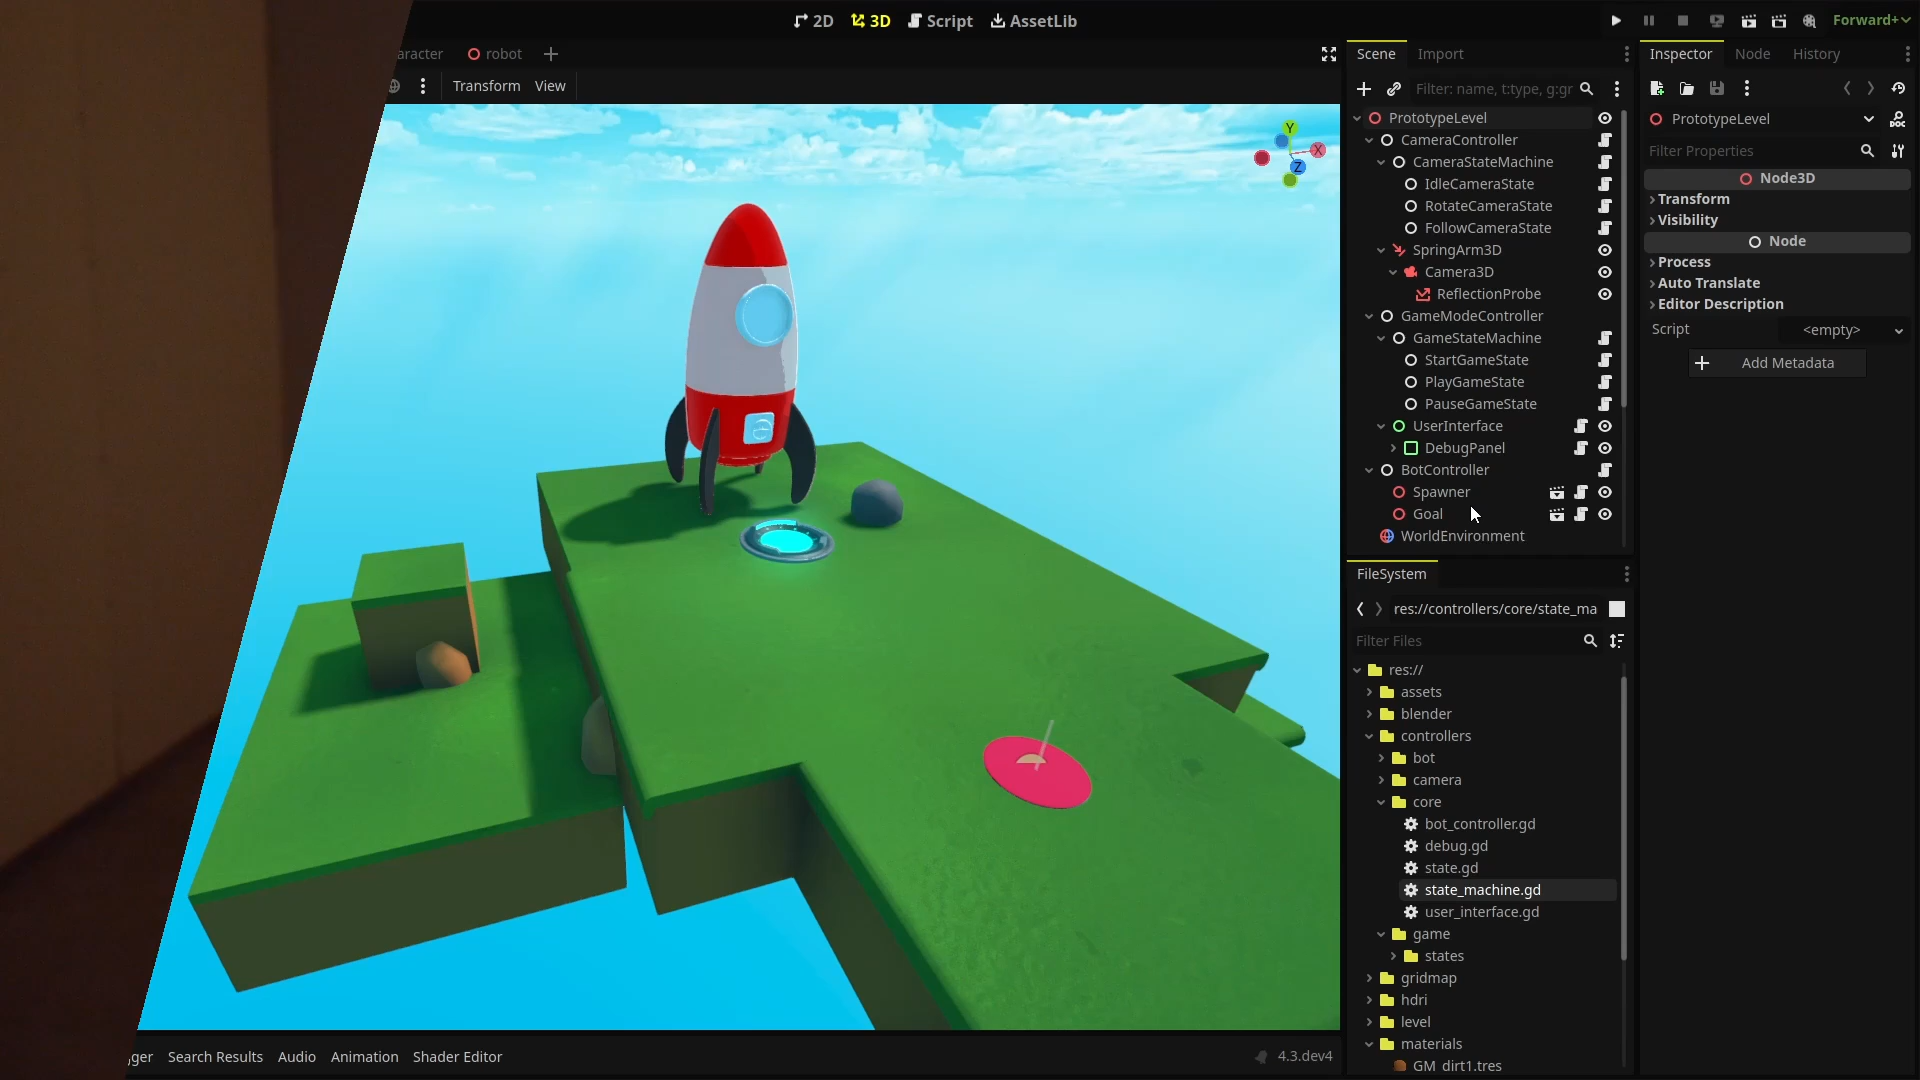 2D
3D
Script
AssetLib
Forward+
aracter
robot
Transform
View
Y
X
Z
Scene
Import
Filter: name, t:type, g:gr
PrototypeLevel
CameraController
CameraStateMachine
IdleCameraState
RotateCameraState
FollowCameraState
SpringArm3D
Camera3D
ReflectionProbe
GameModeController
GameStateMachine
StartGameState
PlayGameState
PauseGameState
UserInterface
DebugPanel
BotController
Spawner
Goal
WorldEnvironment
FileSystem
res://controllers/core/state_ma
Filter Files
res://
assets
blender
controllers
bot
camera
core
bot_controller.gd
debug.gd
state.gd
state_machine.gd
user_interface.gd
game
states
gridmap
hdri
level
materials
GM_dirt1.tres
Inspector
Node
History
PrototypeLevel
DOC
Filter Properties
Node3D
Transform
Visibility
Node
Process
Auto Translate
Editor Description
Script
<empty>
Add Metadata
gger
Search Results
Audio
Animation
Shader Editor
4.3.dev4